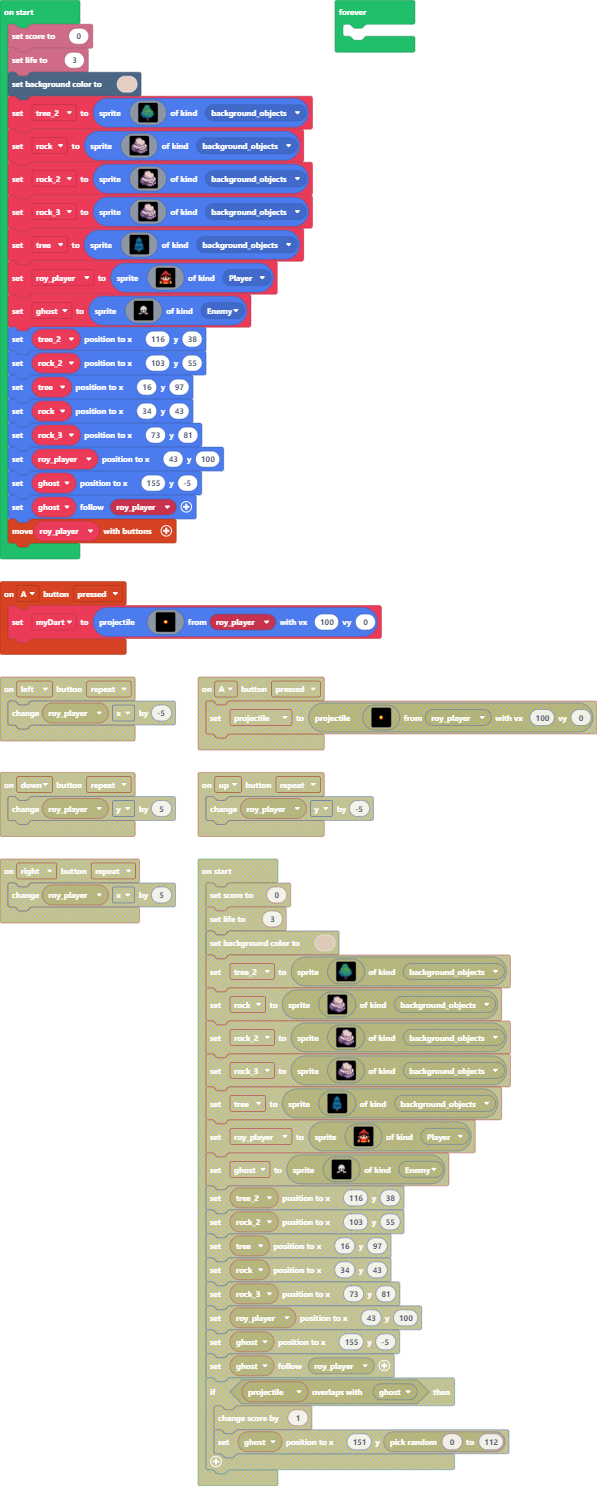 on start
forever
set score to 0
set life to 3
set background color to
set tree_2 to sprite of kind background_objects
set rock to sprite of kind background_objects
set rock_2 to sprite of kind background_objects
set rock_3 to sprite of kind background_objects
set tree to sprite of kind background_objects
set roy_player to sprite of kind Player
set ghost to sprite of kind Enemy
set tree_2 position to x 116 y 38
set rock_2 position to x 103 y 55
set tree position to x 16 y 97
set rock position to x 34 y 43
set rock_3 position to x 73 y 81
set roy_player position to x 43 y 100
set ghost position to x 155 y -5
set ghost follow roy_player
move roy_player with buttons
on A button pressed
set myDart to projectile from roy_player with vx 100 vy 0
on left button repeat
change roy_player x by -5
on A button pressed
set projectile to projectile from roy_player with vx 100 vy 0
on down button repeat
change roy_player y by 5
on up button repeat
change roy_player y by -5
on right button repeat
change roy_player x by 5
on start
set score to 0
set life to 3
set background color to
set tree_2 to sprite of kind background_objects
set rock to sprite of kind background_objects
set rock_2 to sprite of kind background_objects
set rock_3 to sprite of kind background_objects
set tree to sprite of kind background_objects
set roy_player to sprite of kind Player
set ghost to sprite of kind Enemy
set tree_2 position to x 116 y 38
set rock_2 position to x 103 y 55
set tree position to x 16 y 97
set rock position to x 34 y 43
set rock_3 position to x 73 y 81
set roy_player position to x 43 y 100
set ghost position to x 155 y -5
set ghost follow roy_player
if projectile overlaps with ghost then
change score by 1
set ghost position to x 151 y pick random 0 to 112